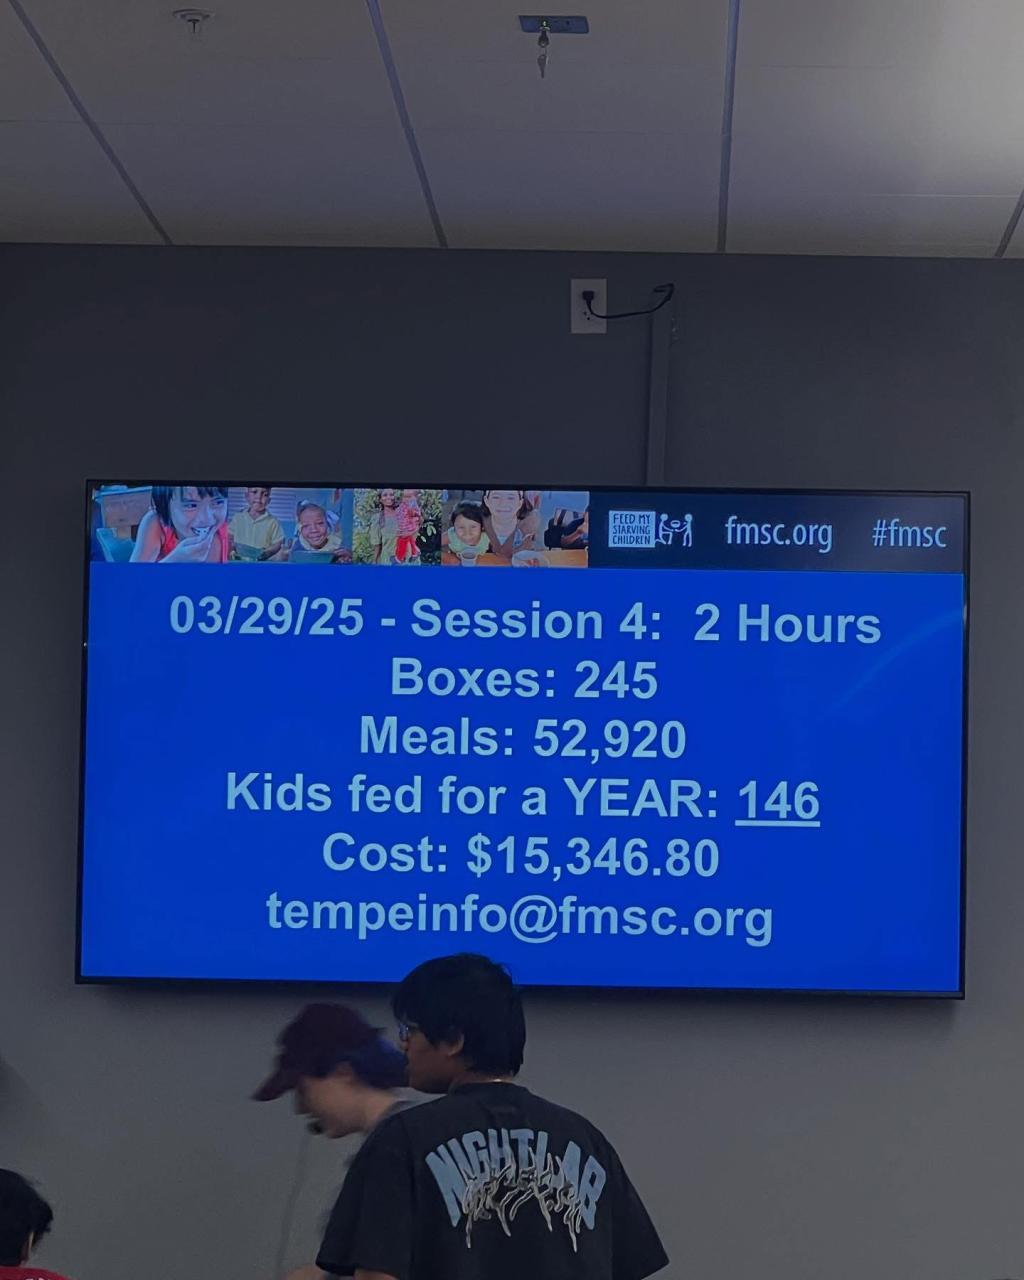 FEED MY
STARVING
CHILDREN
fmsc.org #fmsc
03/29/25 - Session 4: 2 Hours
Boxes: 245
Meals: 52,920
Kids fed for a YEAR: 146
Cost: $15,346.80
tempeinfo@fmsc.org
NIGHTLAB